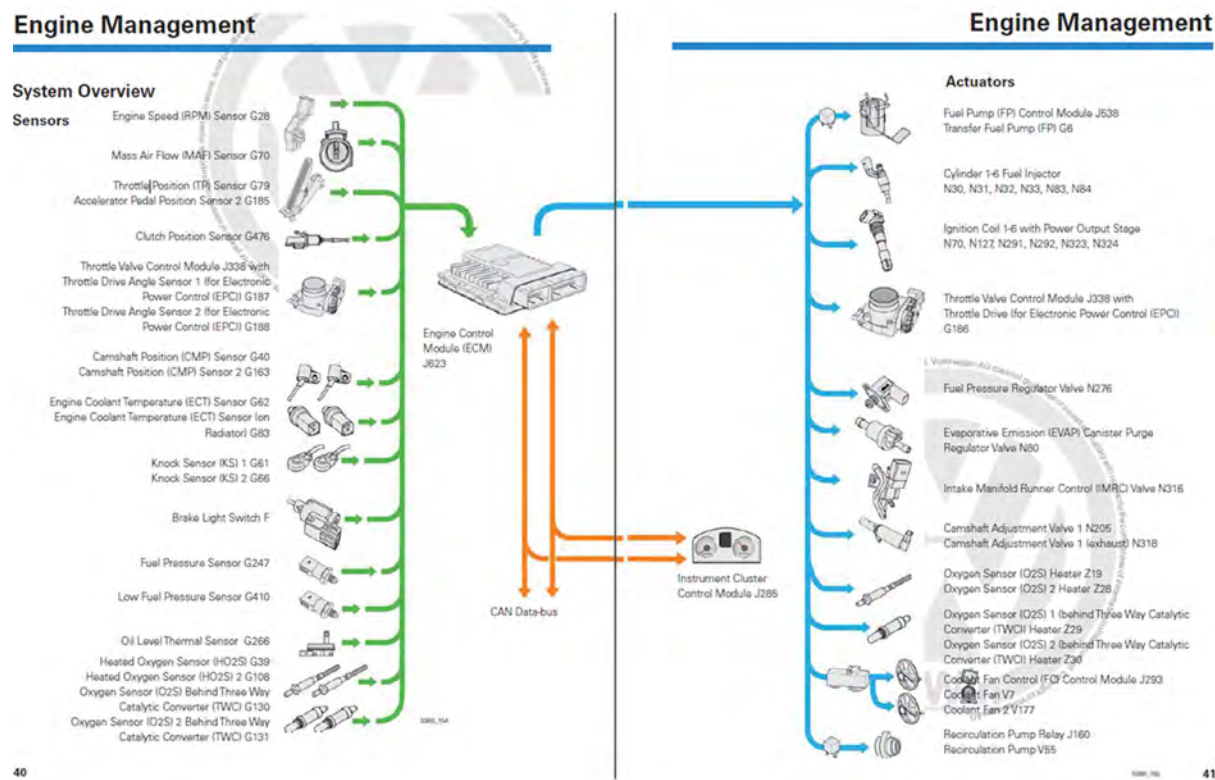 Engine Management
System Overview
Sensors
Engine Speed (RPM) Sensor G28
Mass Air Flow (MAF) Sensor G70
Throttle Position (TP) Sensor G79
Accelerator Pedal Position Sensor 2 G185
Clutch Position Sensor G476
Throttle Valve Control Module J338 with
Throttle Drive Angle Sensor 1 (for Electronic
Power Control (EPC)) G187
Throttle Drive Angle Sensor 2 (for Electronic
Power Control (EPC)) G188
Camshaft Position (CMP) Sensor G40
Camshaft Position (CMP) Sensor 2 G163
Engine Coolant Temperature (ECT) Sensor G62
Engine Coolant Temperature (ECT) Sensor (on
Radiator) G83
Knock Sensor (KS) 1 G61
Knock Sensor (KS) 2 G66
Brake Light Switch F
Fuel Pressure Sensor G247
Low Fuel Pressure Sensor G410
Oil Level Thermal Sensor G266
Heated Oxygen Sensor (HO2S) G39
Heated Oxygen Sensor (HO2S) 2 G108
Oxygen Sensor (O2S) Behind Three Way
Catalytic Converter (TWC) G130
Oxygen Sensor (O2S) 2 Behind Three Way
Catalytic Converter (TWC) G131
Engine Control
Module (ECM)
J623
CAN Data-bus
40
Engine Management
Actuators
Fuel Pump (FP) Control Module J538
Transfer Fuel Pump (FP) G6
Cylinder 1-6 Fuel Injector
N30, N31, N32, N33, N83, N84
Ignition Coil 1-6 with Power Output Stage
N70, N127, N291, N292, N323, N324
Throttle Valve Control Module J338 with
Throttle Drive (for Electronic Power Control (EPC))
G186
Fuel Pressure Regulator Valve N276
Evaporative Emission (EVAP) Canister Purge
Regulator Valve N80
Intake Manifold Runner Control (IMRC) Valve N316
Camshaft Adjustment Valve 1 N205
Camshaft Adjustment Valve 1 (exhaust) N318
Oxygen Sensor (O2S) Heater Z19
Oxygen Sensor (O2S) 2 Heater Z28
Oxygen Sensor (O2S) 1 (behind Three Way Catalytic
Converter (TWC)) Heater Z29
Oxygen Sensor (O2S) 2 (behind Three Way Catalytic
Converter (TWC)) Heater Z30
Coolant Fan Control (FC) Control Module J293
Coolant Fan V7
Coolant Fan 2 V177
Recirculation Pump Relay J160
Recirculation Pump V55
Instrument Cluster
Control Module J285
41